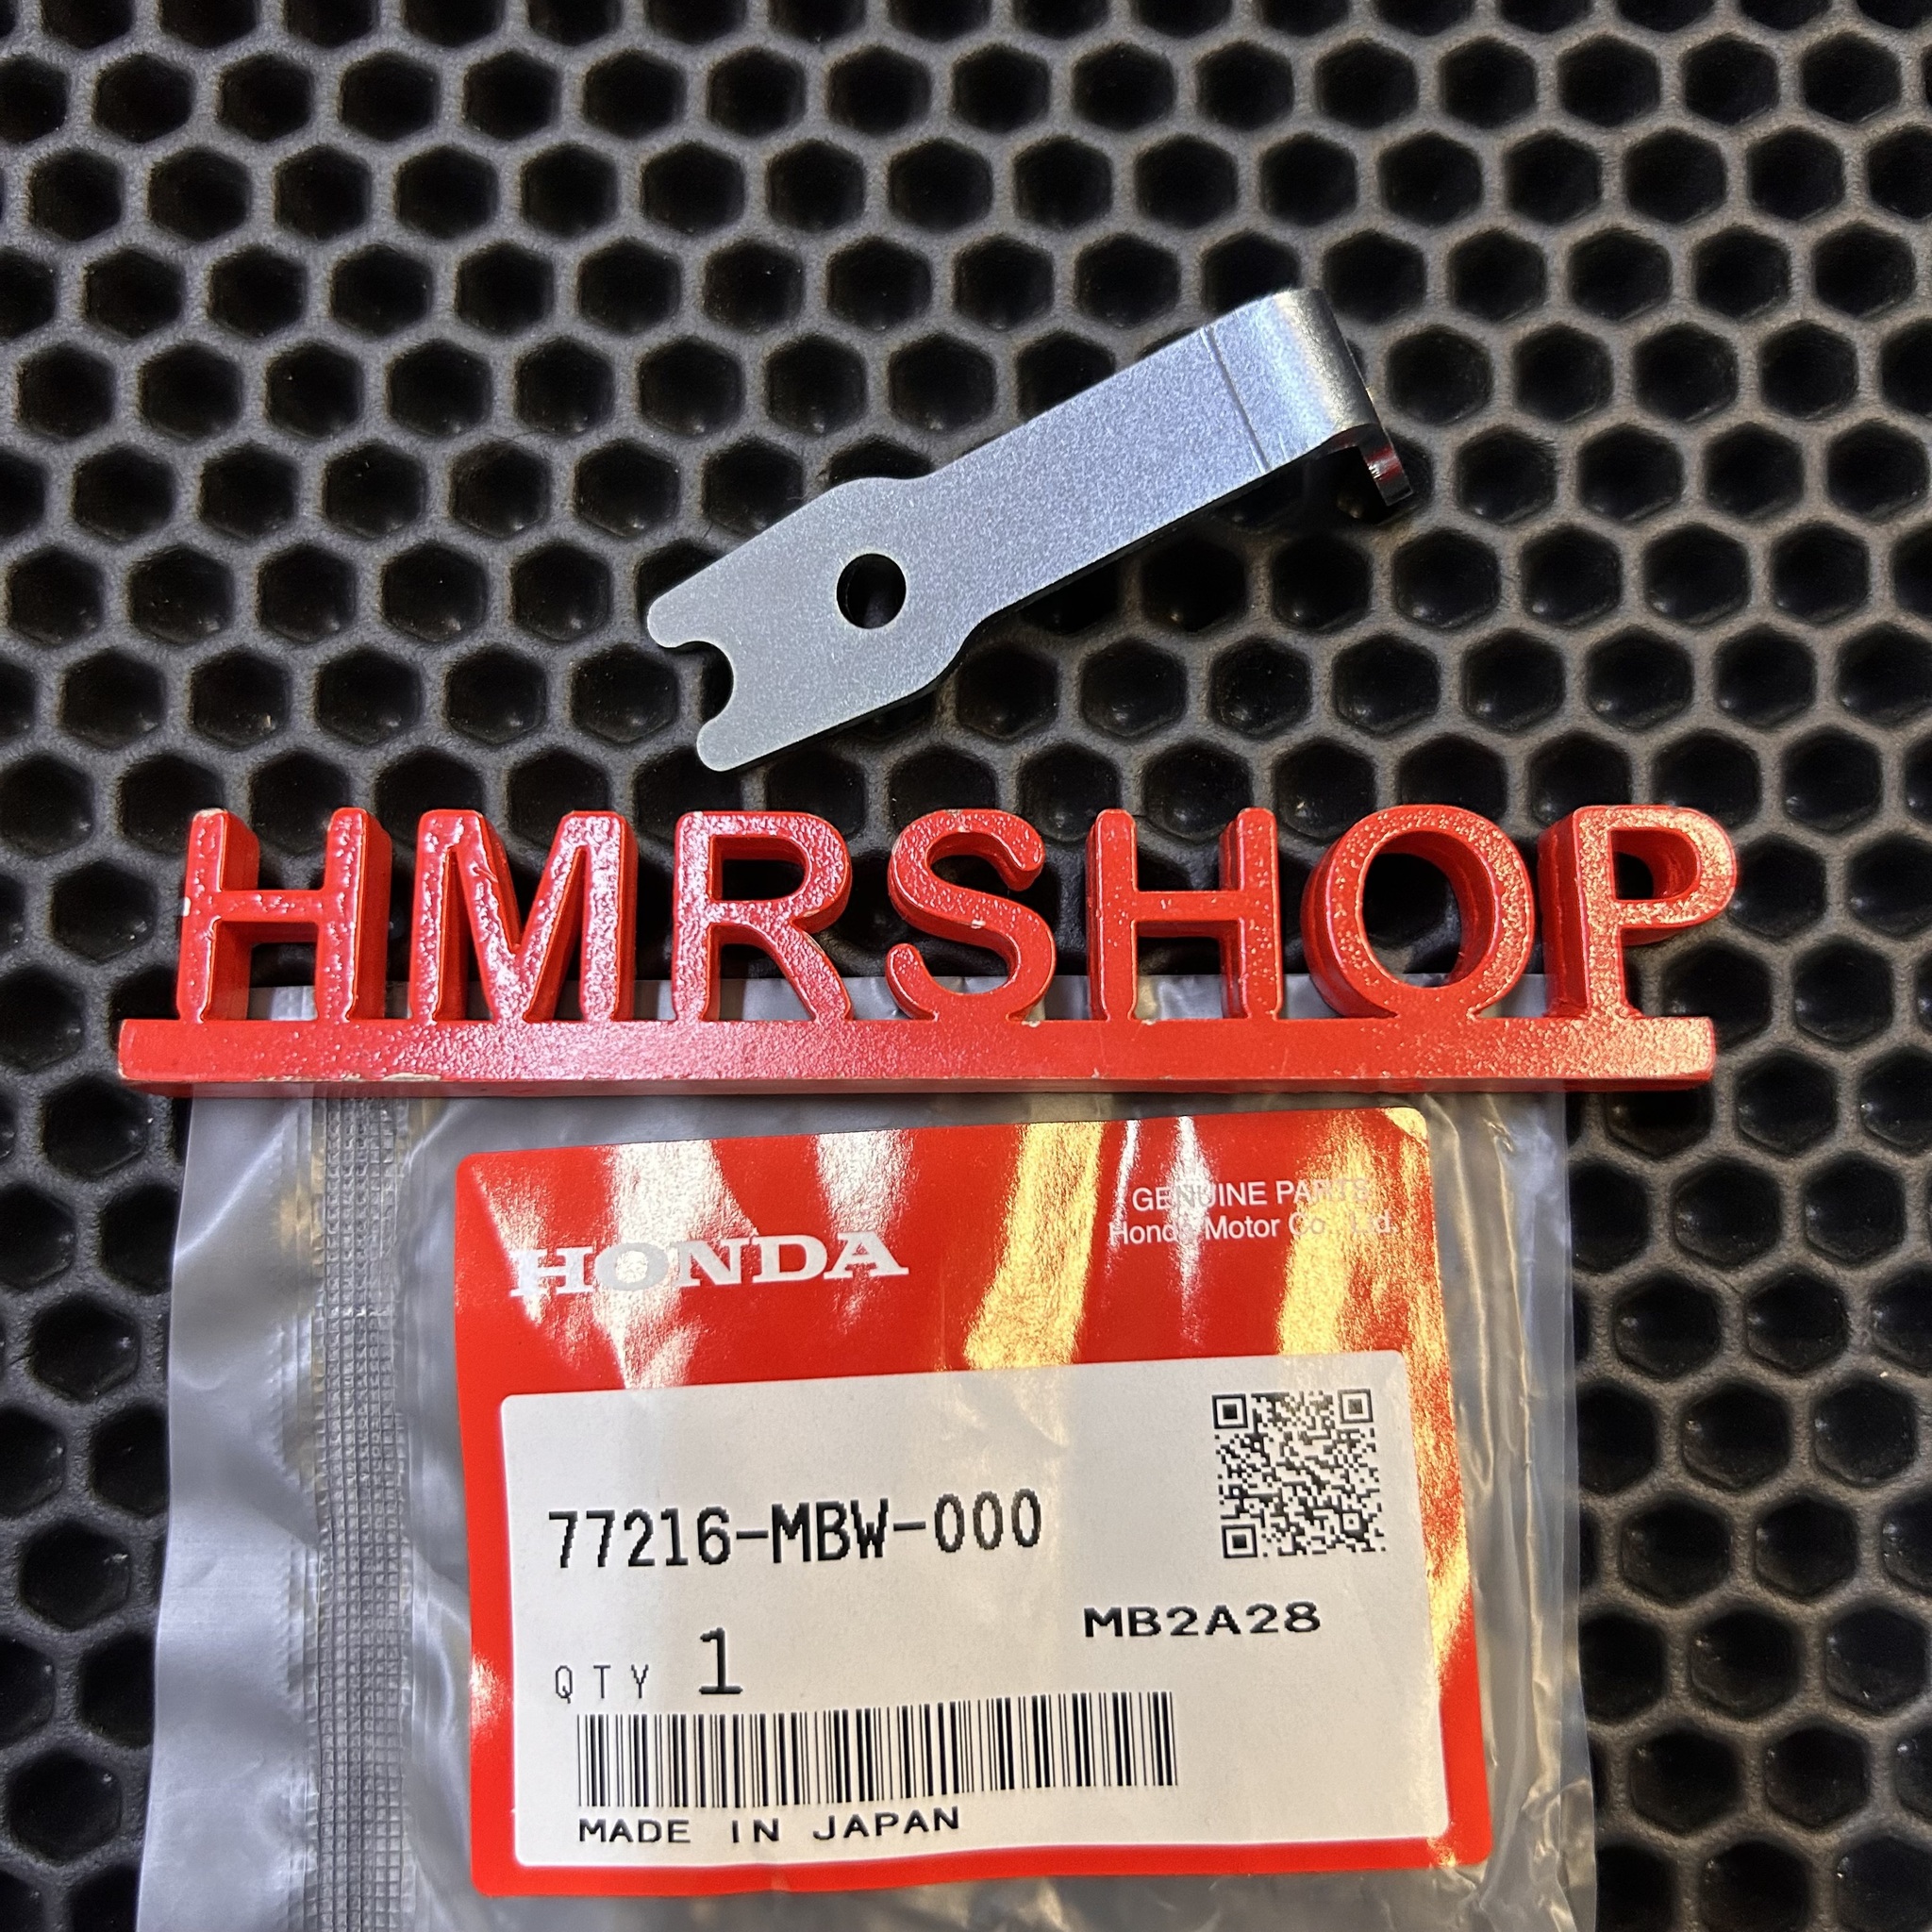 HMRSHOP
HONDA
GENUINE PARTS
Honda Motor Co., Ltd.
77216-MBW-000
MB2A28
QTY 1
MADE IN JAPAN